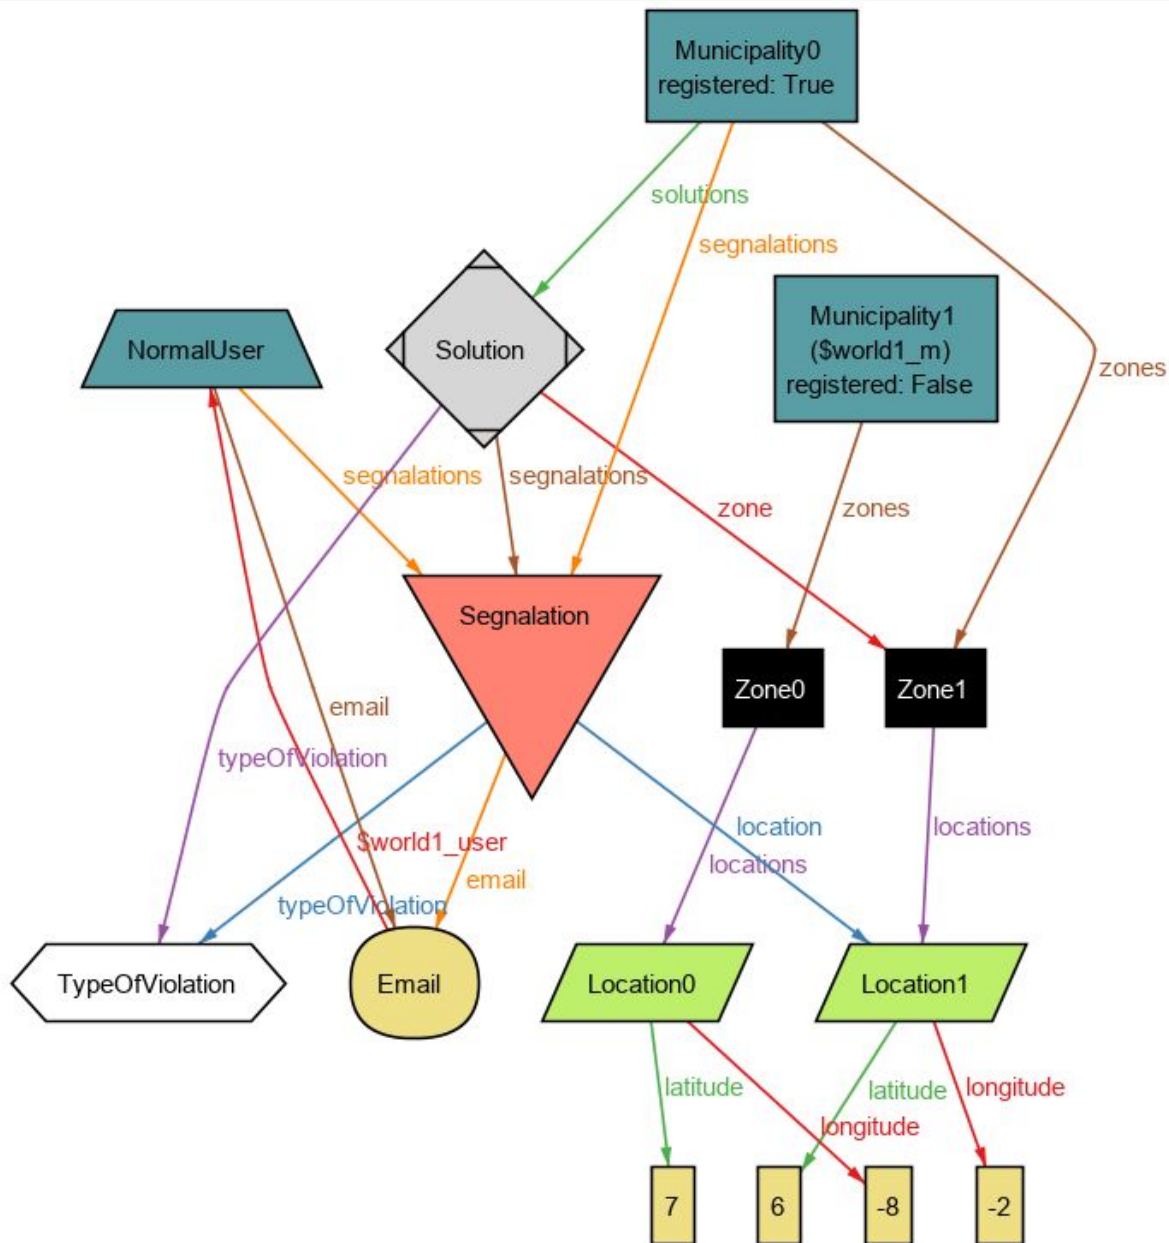 Municipality0
registered: True
solutions
segnalations
Municipality1
($world1_m)
registered: False
NormalUser
Solution
zones
segnalations
segnalations
zone
zones
Segnalation
Zone0
Zone1
email
typeOfViolation
location
locations
$world1_user
locations
email
typeOfViolation
TypeOfViolation
Email
Location0
Location1
latitude
latitude
longitude
longitude
7
6
-8
-2